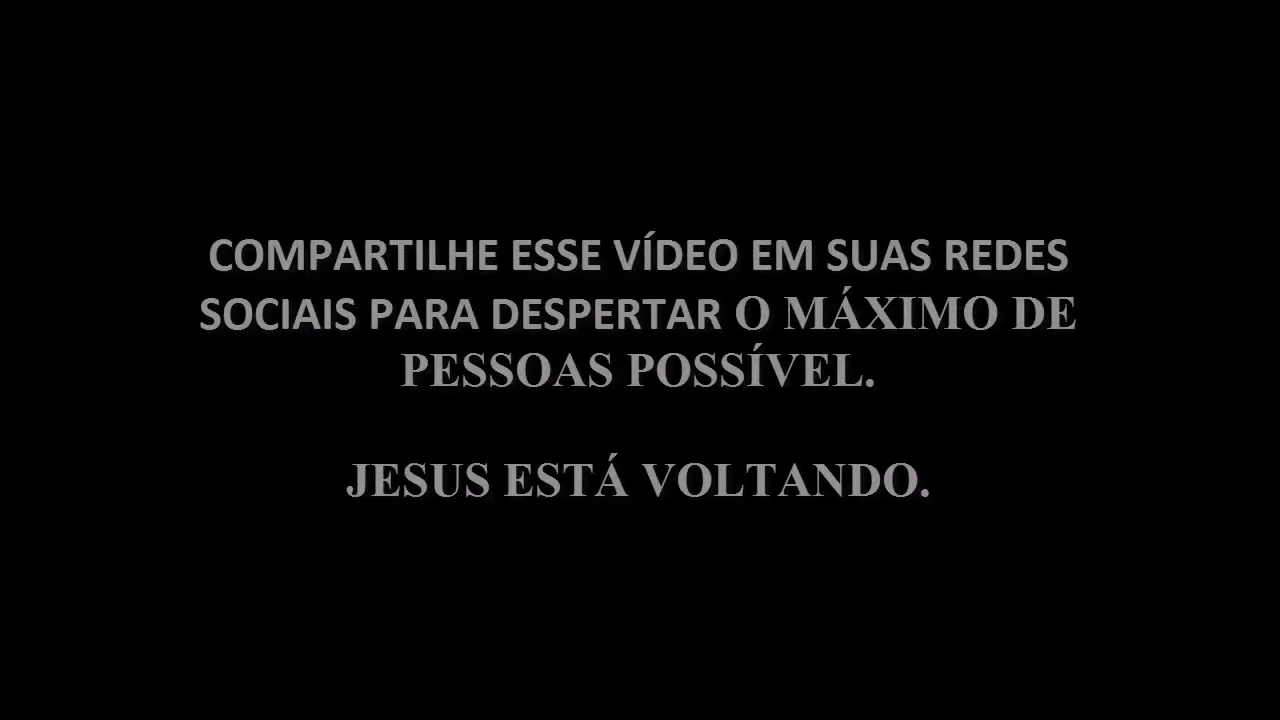 COMPARTILHE ESSE VÍDEO EM SUAS REDES
SOCIAIS PARA DESPERTAR O MÁXIMO DE
PESSOAS POSSÍVEL.
JESUS ESTÁ VOLTANDO.